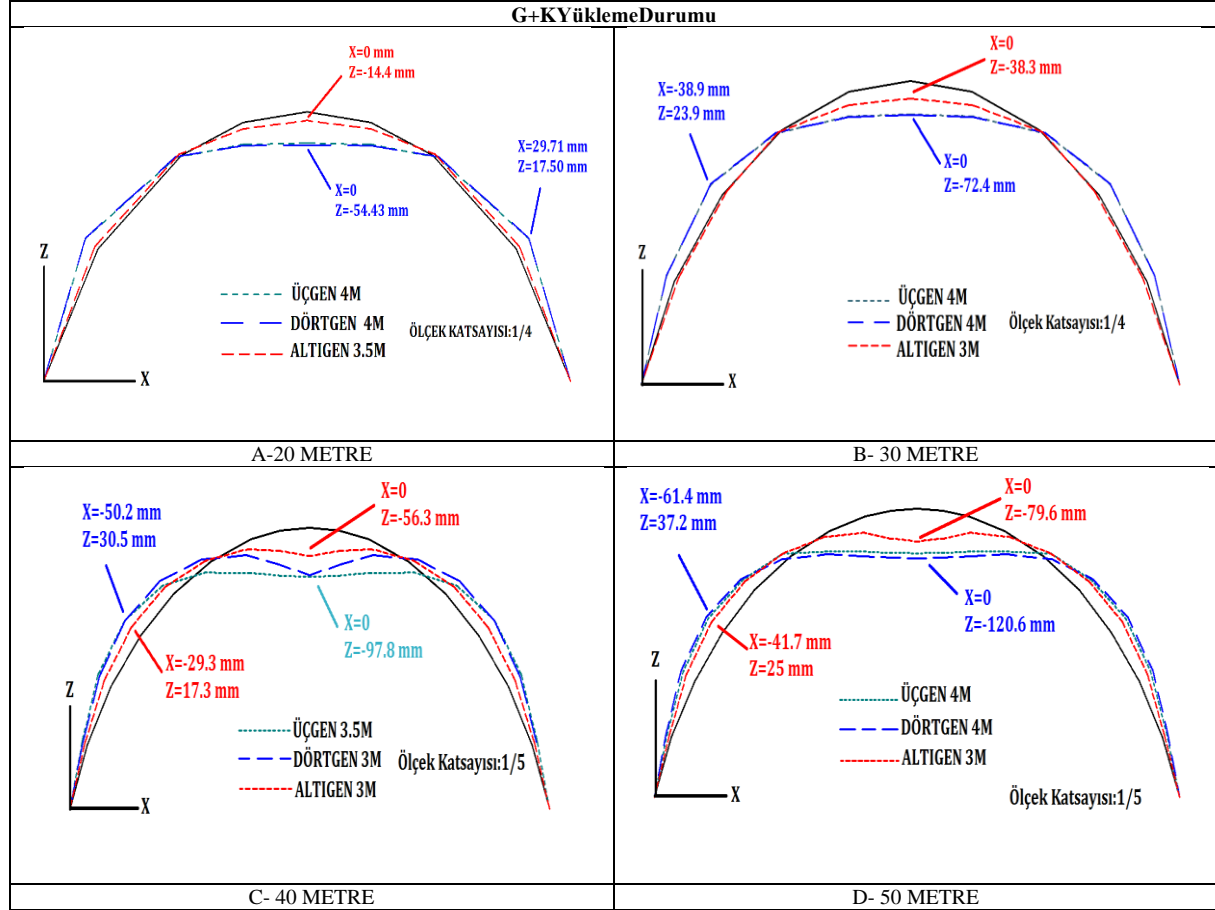 G+KYüklemeDurumu
X=0 mm
Z=-14.4 mm
X=29.71 mm
Z=17.50 mm
X=0
Z=-54.43 mm
Z
ÜÇGEN 4M
DÖRTGEN 4M
ALTIGEN 3.5M
ÖLÇEK KATSAYISI:1/4
X
A-20 METRE
X=0
Z=-38.3 mm
X=-38.9 mm
Z=23.9 mm
X=0
Z=-72.4 mm
Z
ÜÇGEN 4M
DÖRTGEN 4M
ALTIGEN 3M
Ölçek Katsayısı:1/4
X
B- 30 METRE
X=0
Z=-56.3 mm
X=-50.2 mm
Z=30.5 mm
X=0
Z=-97.8 mm
X=-29.3 mm
Z=17.3 mm
Z
ÜÇGEN 3.5M
DÖRTGEN 3M
ALTIGEN 3M
Ölçek Katsayısı:1/5
X
C- 40 METRE
X=0
Z=-79.6 mm
X=-61.4 mm
Z=37.2 mm
X=0
Z=-120.6 mm
X=-41.7 mm
Z=25 mm
Z
ÜÇGEN 4M
DÖRTGEN 4M
ALTIGEN 3M
Ölçek Katsayısı:1/5
X
D- 50 METRE